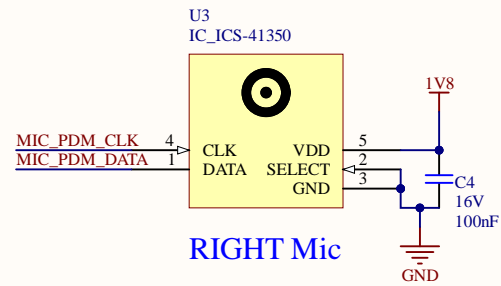 U3
IC_ICS-41350
1V8
MIC_PDM_CLK 4 CLK VDD 5
MIC_PDM_DATA 1 DATA SELECT 2
GND 3
C4
16V
100nF
RIGHT Mic
GND